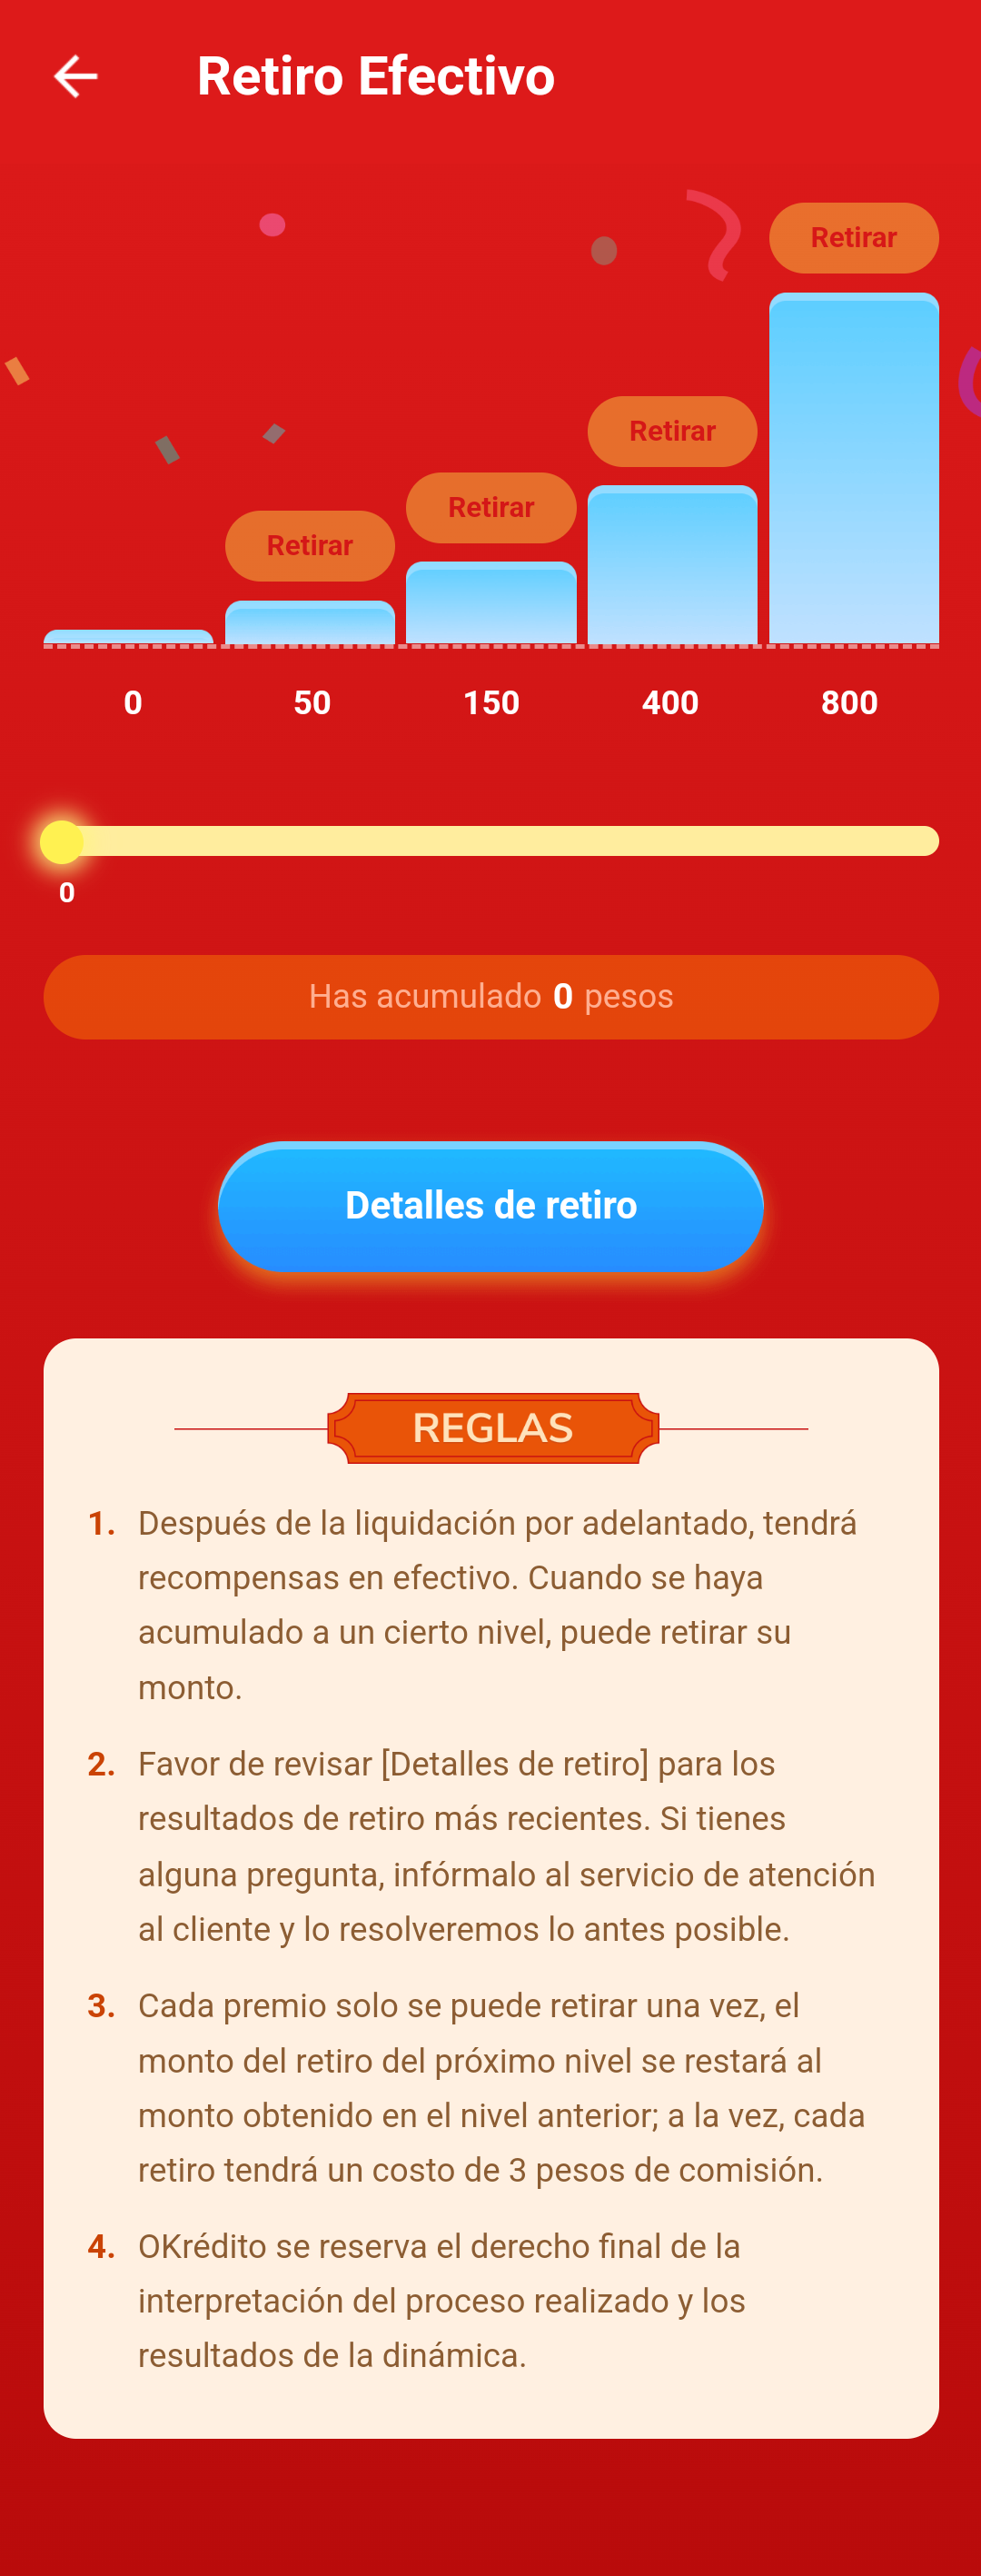 Retiro Efectivo
Retirar
Retirar
Retirar
Retirar
0 50 150 400 800
0
Has acumulado 0 pesos
Detalles de retiro
REGLAS
1. Después de la liquidación por adelantado, tendrá
recompensas en efectivo. Cuando se haya
acumulado a un cierto nivel, puede retirar su
monto.
2. Favor de revisar [Detalles de retiro] para los
resultados de retiro más recientes. Si tienes
alguna pregunta, infórmalo al servicio de atención
al cliente y lo resolveremos lo antes posible.
3. Cada premio solo se puede retirar una vez, el
monto del retiro del próximo nivel se restará al
monto obtenido en el nivel anterior; a la vez, cada
retiro tendrá un costo de 3 pesos de comisión.
4. OKrédito se reserva el derecho final de la
interpretación del proceso realizado y los
resultados de la dinámica.